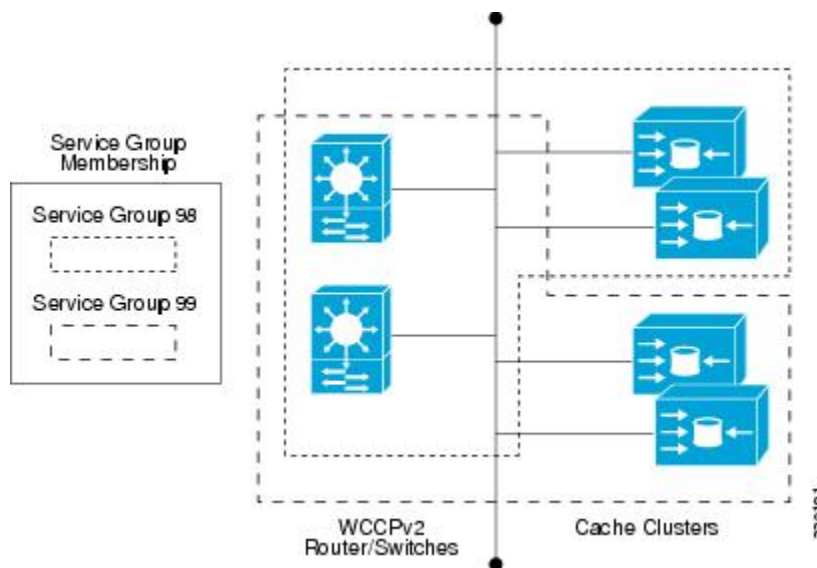 Service Group
Membership
Service Group 98
Service Group 99
WCCPv2
Router/Switches
Cache Clusters